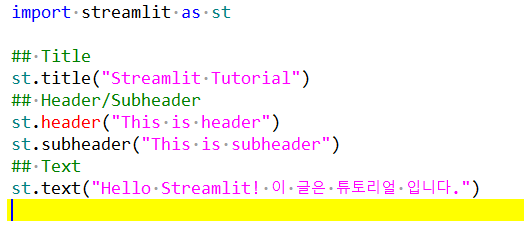 import streamlit as st
## Title
st.title("Streamlit Tutorial")
## Header/Subheader
st.header("This is header")
st.subheader("This is subheader")
## Text
st.text("Hello Streamlit! 이 글은 튜토리얼 입니다.")